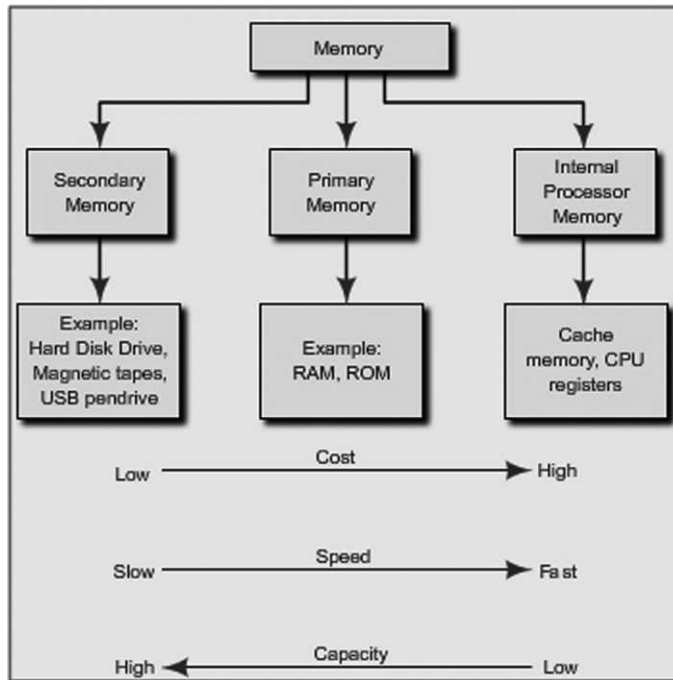 Memory
Secondary
Memory
Primary
Memory
Internal
Processor
Memory
Example:
Hard Disk Drive,
Magnetic tapes,
USB pendrive
Example:
RAM, ROM
Cache
memory, CPU
registers
Cost
Low
High
Speed
Slow
Fast
Capacity
High
Low